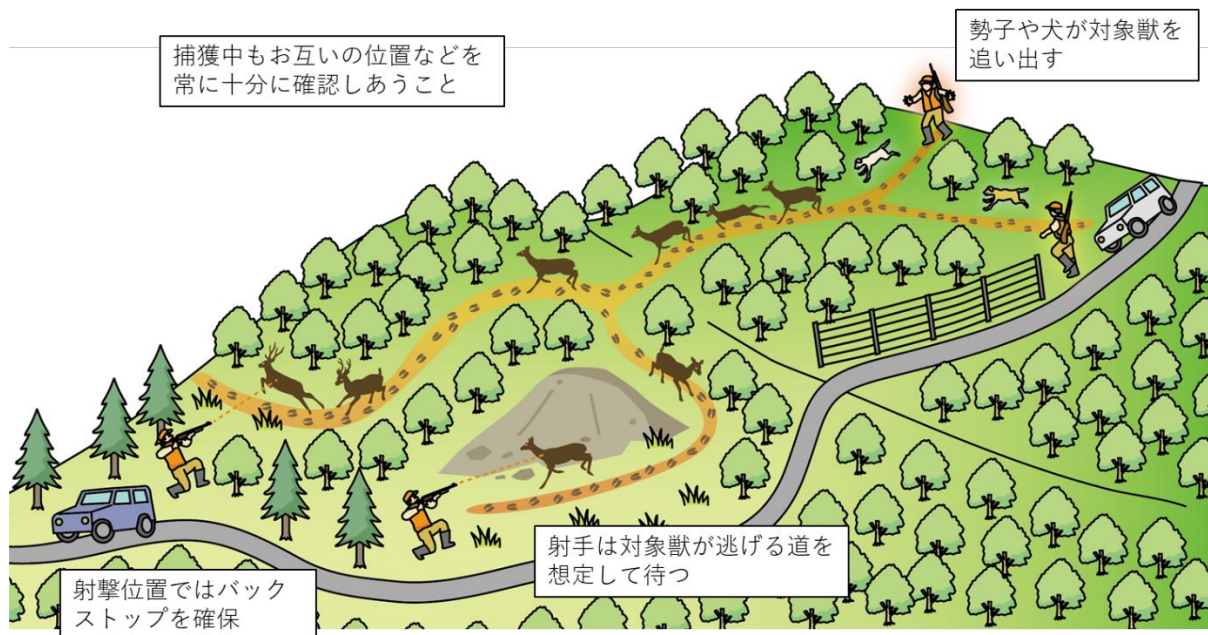 捕獲中もお互いの位置などを
常に十分に確認しあうこと
勢子や犬が対象獣を
追い出す
射手は対象獣が逃げる道を
想定して待つ
射撃位置ではバック
ストップを確保